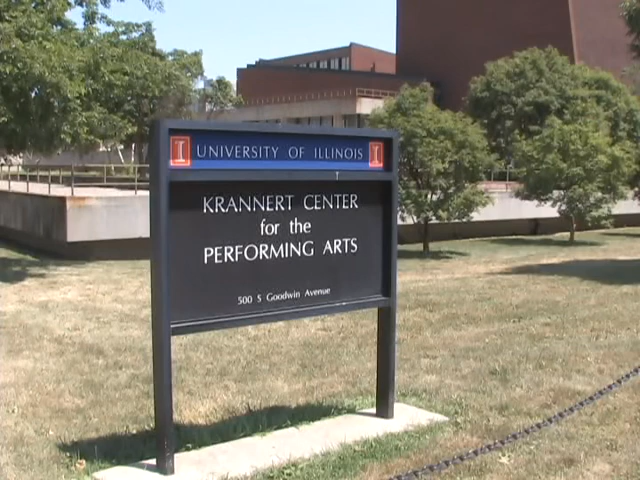 I UNIVERSITY OF ILLINOIS I
KRANNERT CENTER
for the
PERFORMING ARTS
500 S Goodwin Avenue